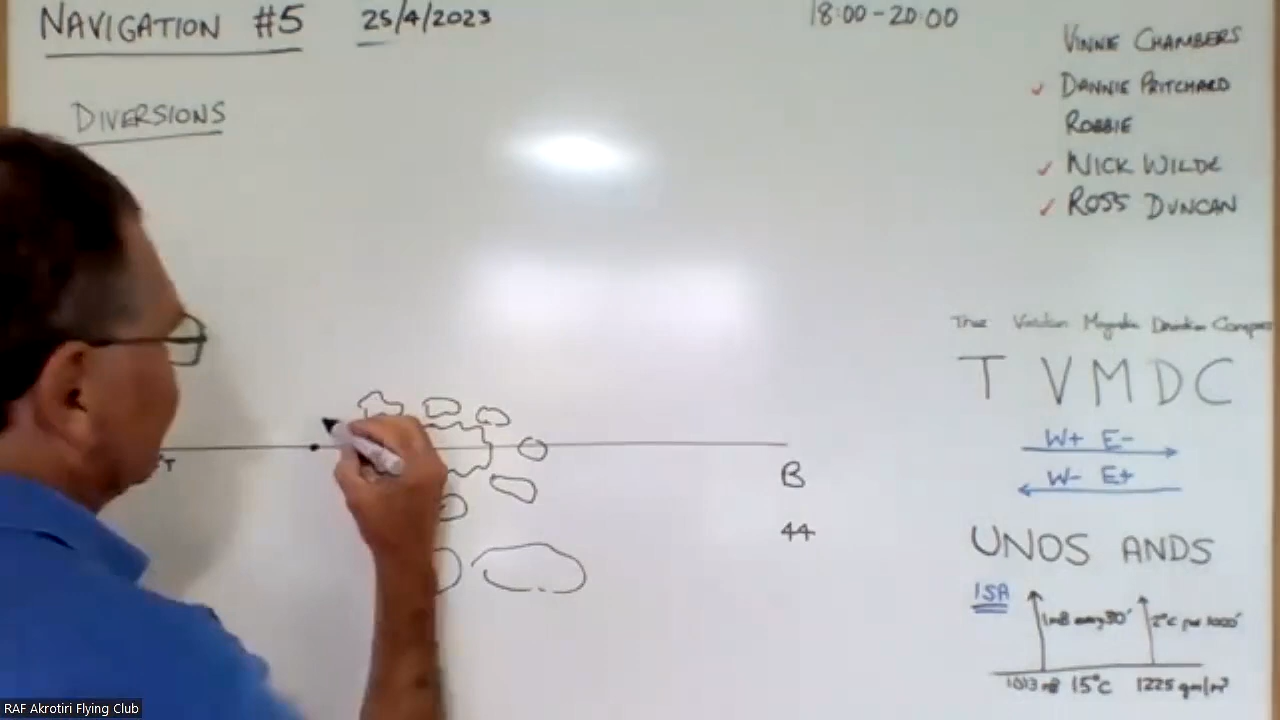 NAVIGATION #5 25/4/2023 18:00-20:00
DIVERSIONS
VINNIE CHAMBERS
✓ DANNIE PRITCHARD
ROBBIE
✓ NICK WILDE
✓ ROSS DUNCAN
True Variation Magnetic Deviation Compass
T V M D C
W+ E-
W- E+
B
44
UNOS ANDS
ISA
1mB every 30' 2°C per 1000'
1013 mB 15°C 1225 gm/m³
RAF Akrotiri Flying Club